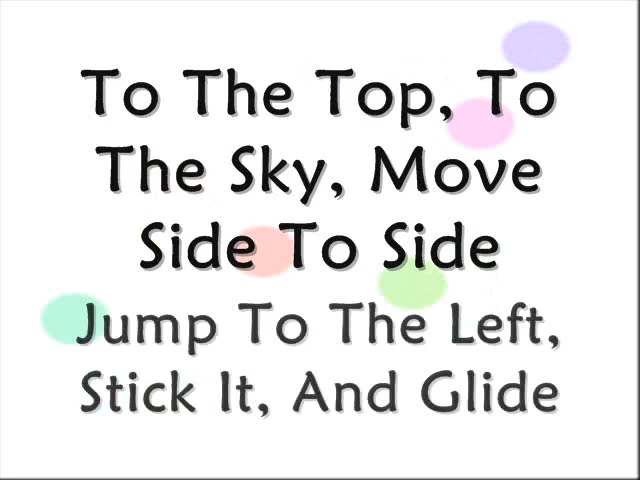 To The Top, To
The Sky, Move
Side To Side
Jump To The Left,
Stick It, And Glide